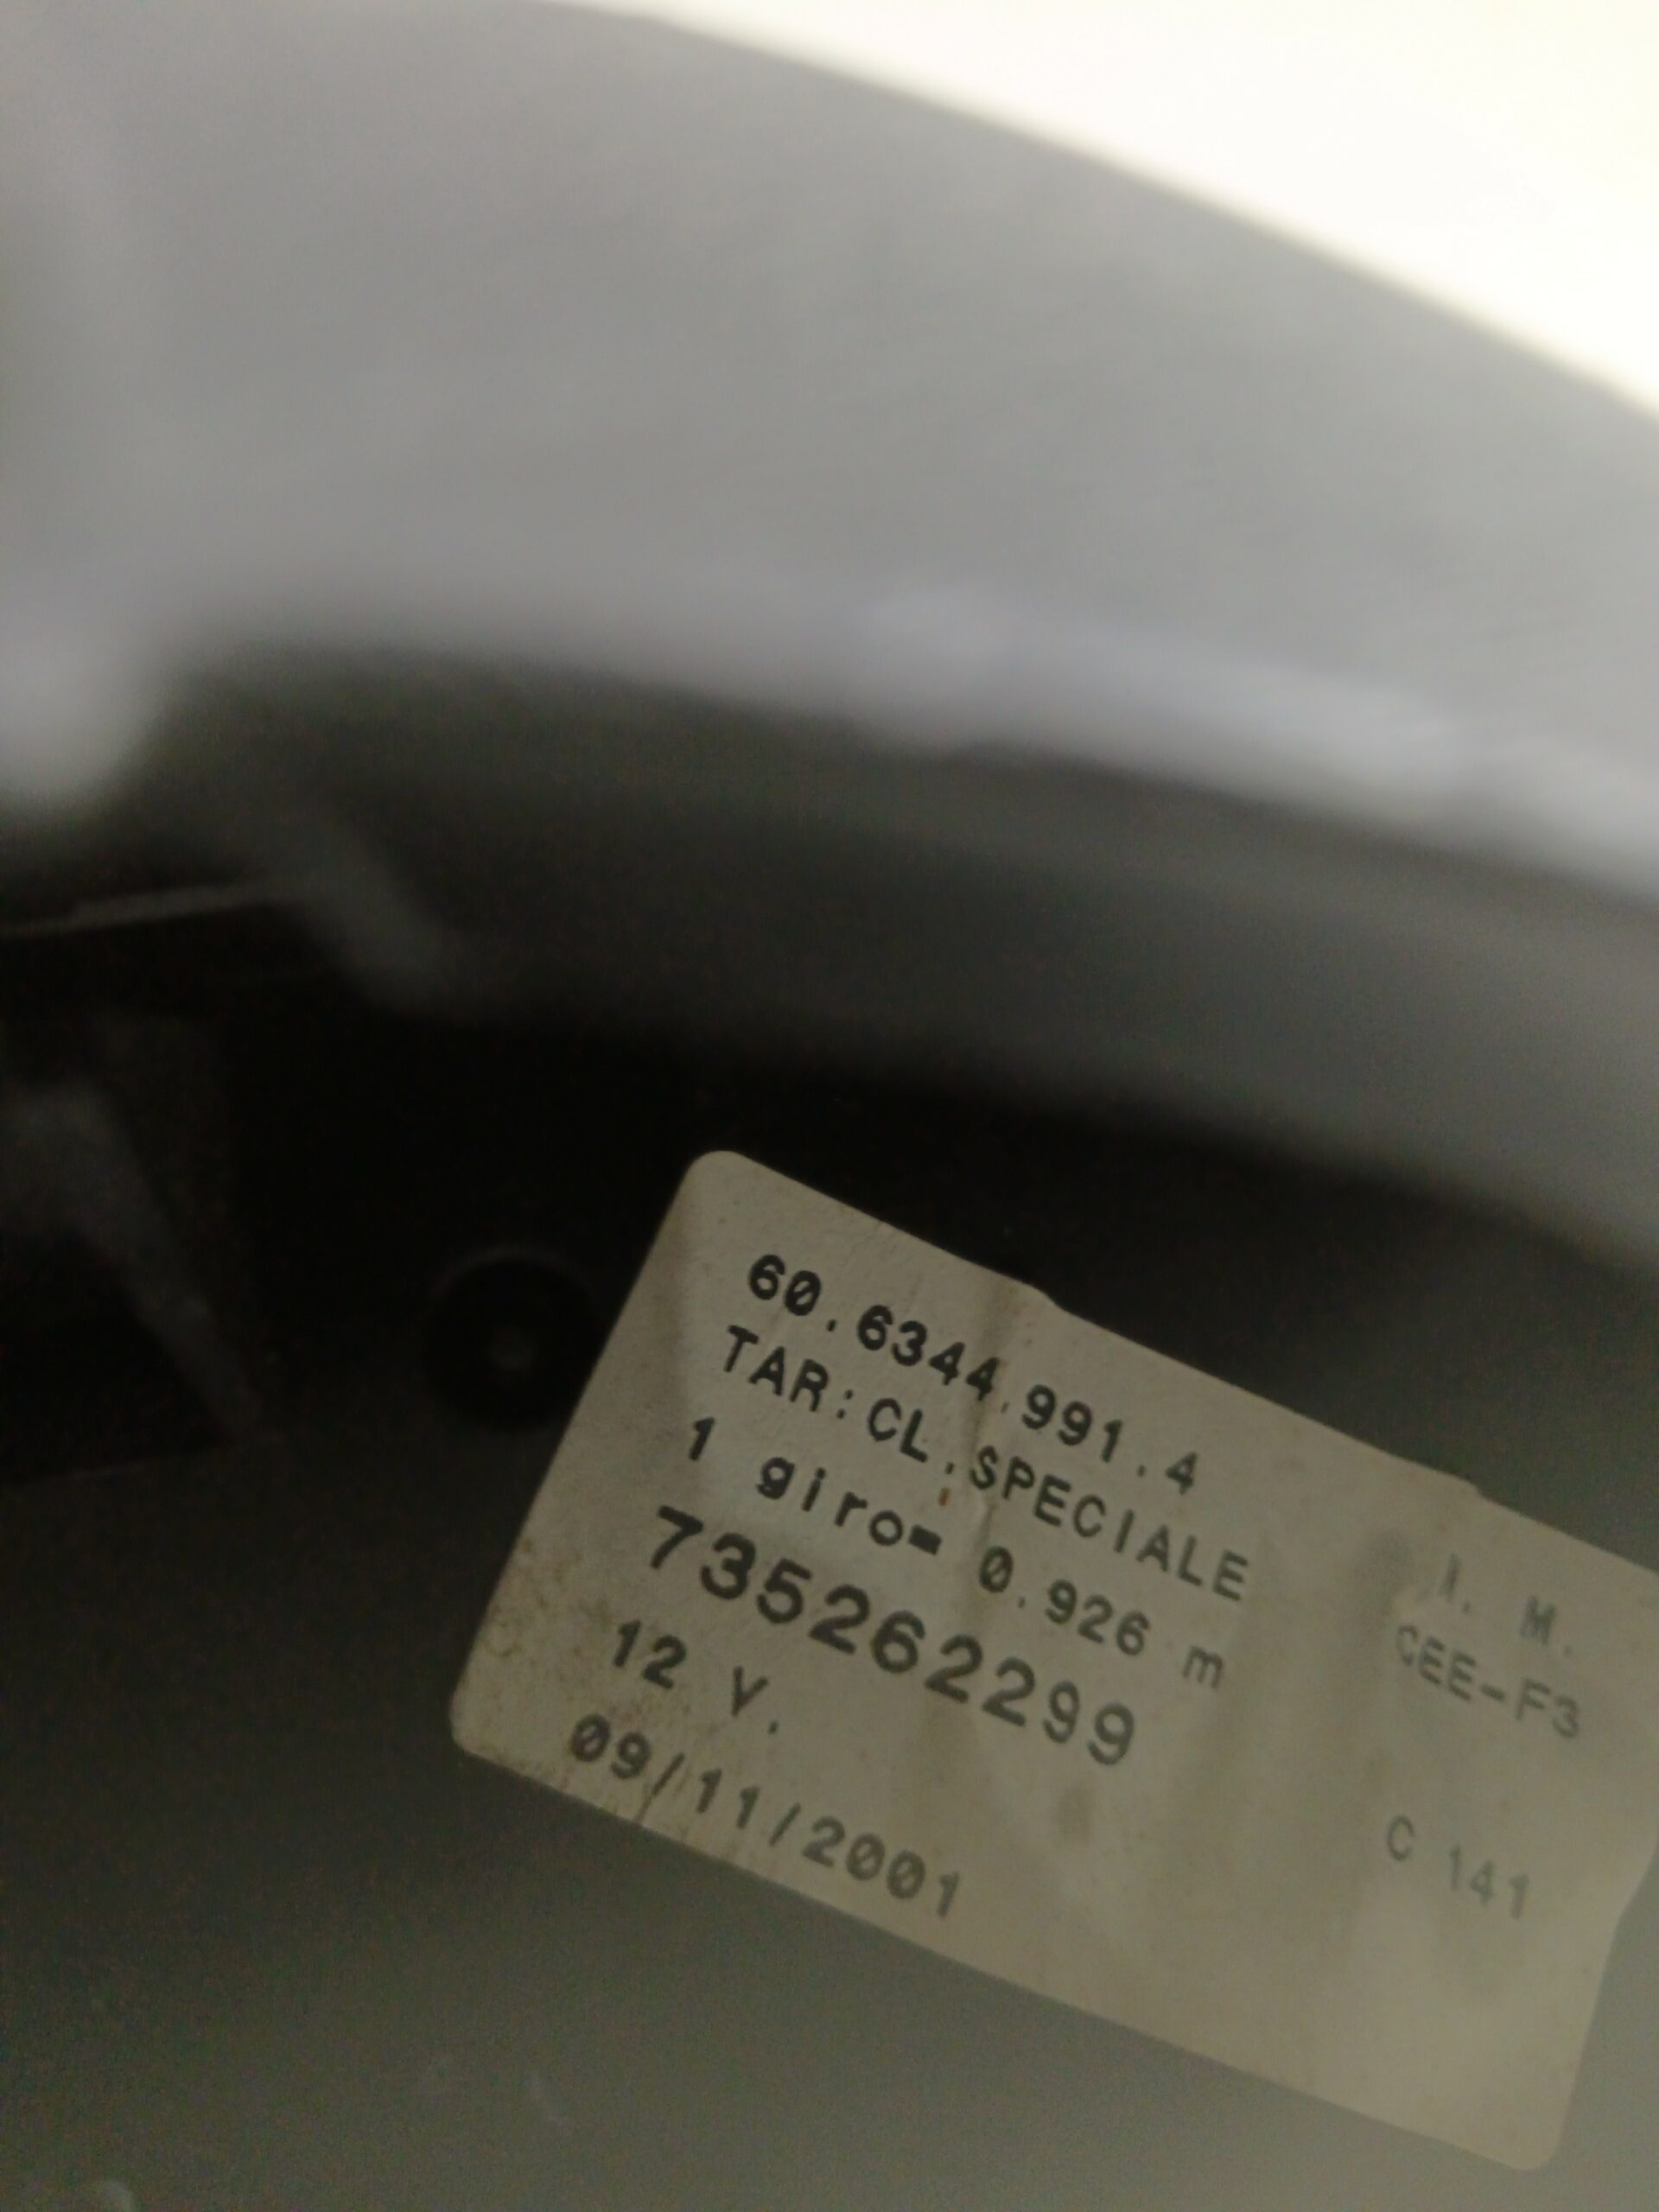 60.6344.991.4
TAR:CL.SPECIALE
1 giro= 0.926 m
I. M.
735262299
CEE-F3
12 V.
09/11/2001
C 141